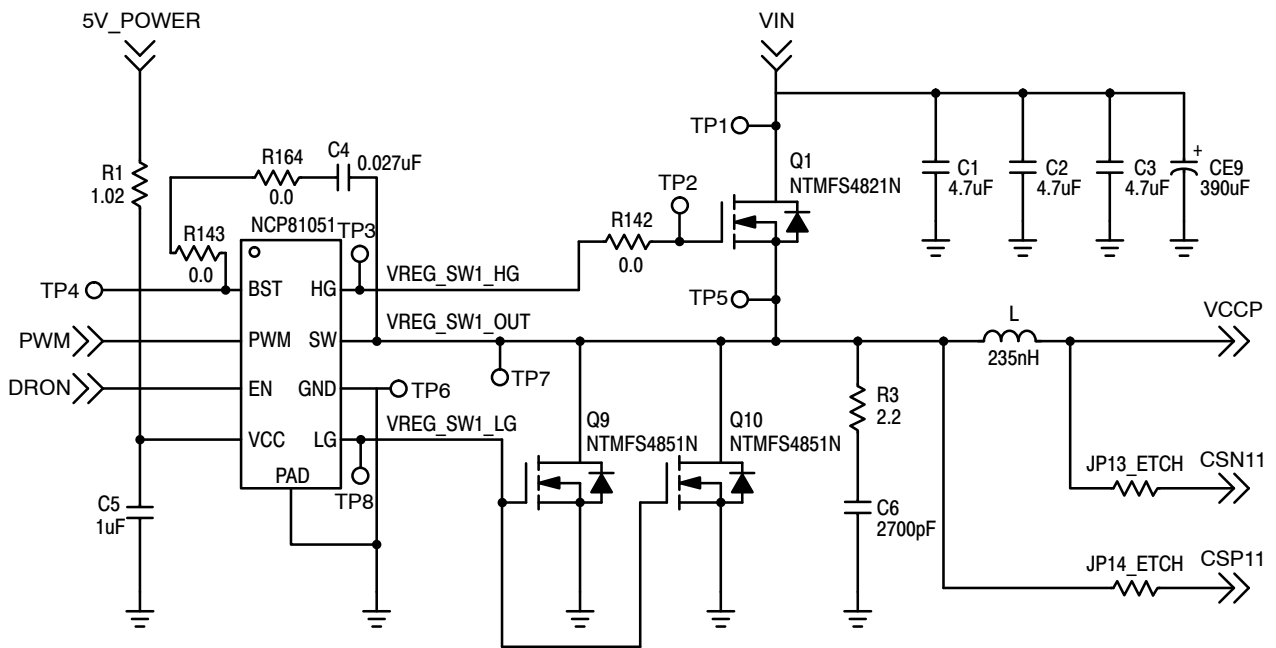 5V_POWER
VIN
TP1
R1
1.02
R164
0.0
C4
0.027uF
Q1
NTMFS4821N
C1
4.7uF
C2
4.7uF
C3
4.7uF
+
CE9
390uF
TP2
R143
0.0
NCP81051
TP3
R142
0.0
TP4
BST
HG
VREG_SW1_HG
TP5
PWM
PWM
SW
VREG_SW1_OUT
L
235nH
VCCP
TP7
DRON
EN
GND
TP6
R3
2.2
VCC
LG
VREG_SW1_LG
Q9
NTMFS4851N
Q10
NTMFS4851N
PAD
TP8
JP13_ETCH
CSN11
C5
1uF
C6
2700pF
JP14_ETCH
CSP11